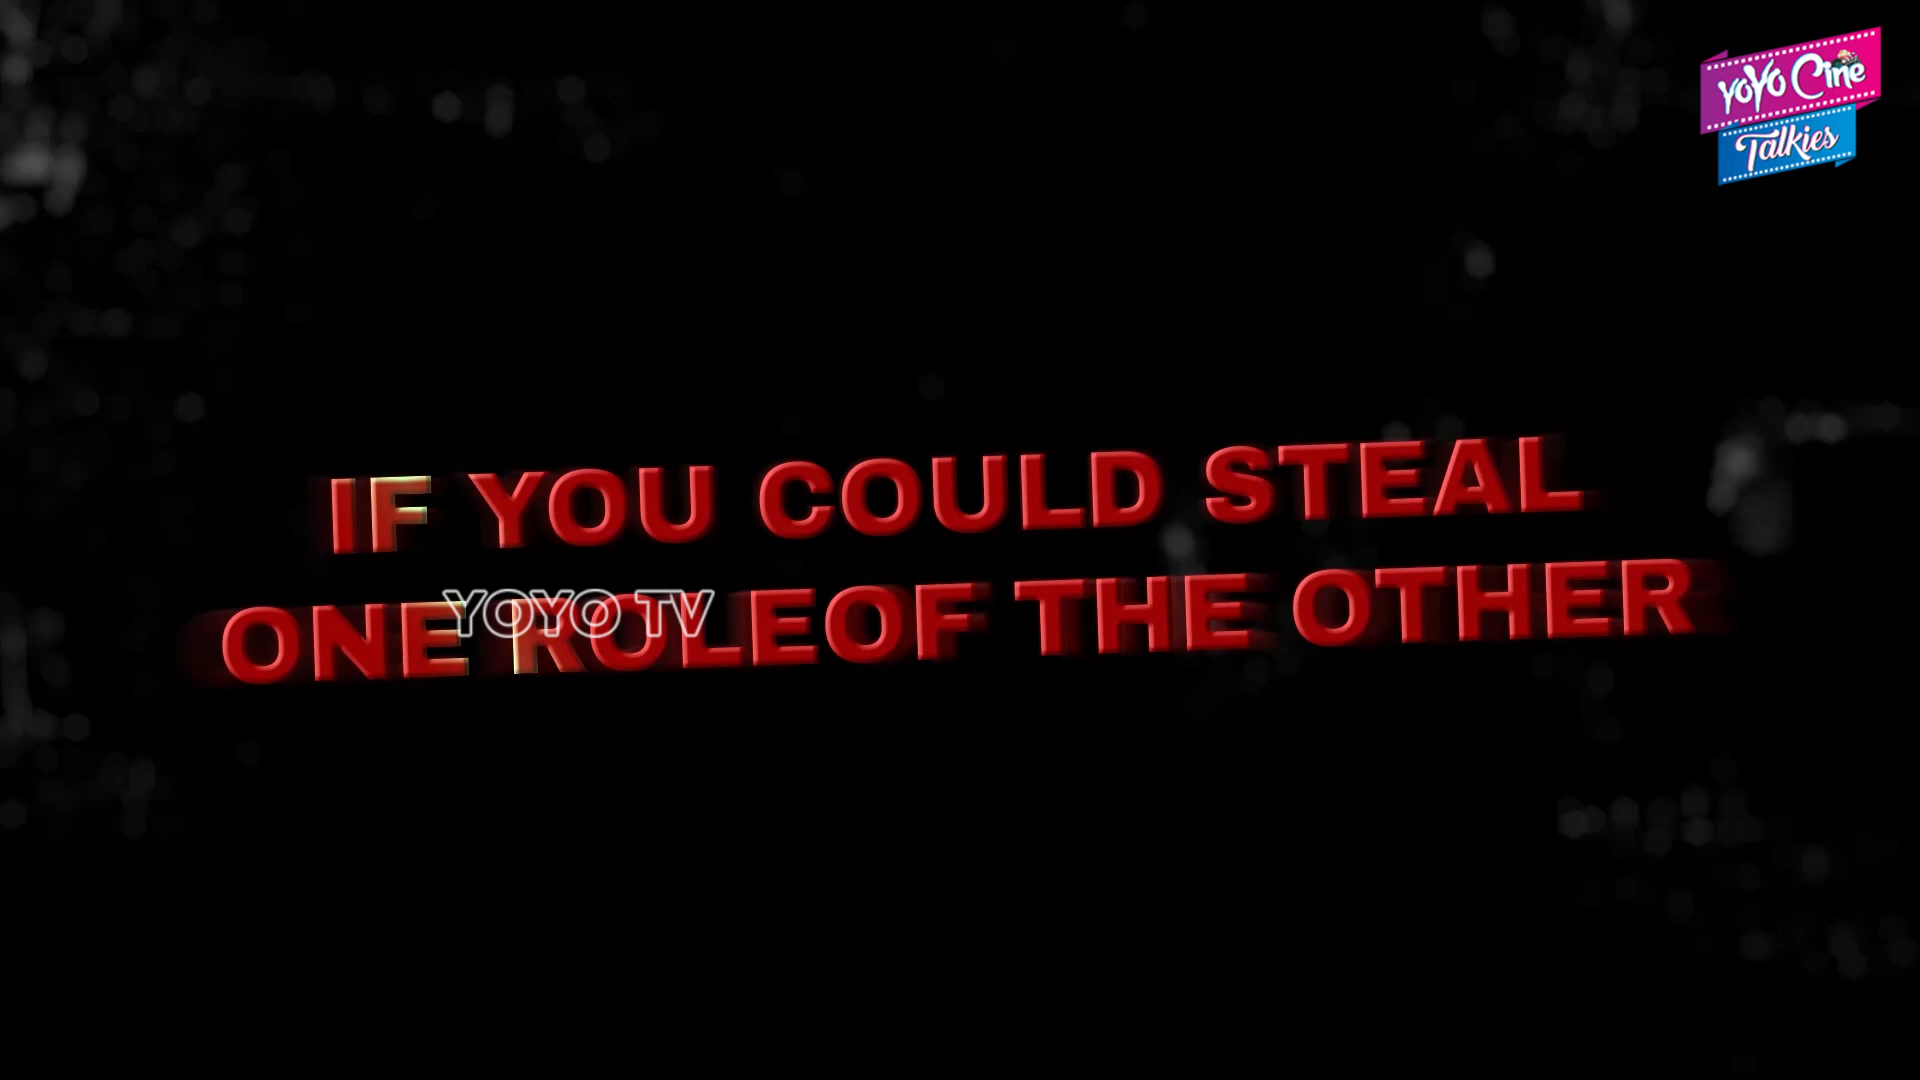 YOYO Cine
Talkies
IF YOU COULD STEAL
ONE ROLEOF THE OTHER
YOYO TV